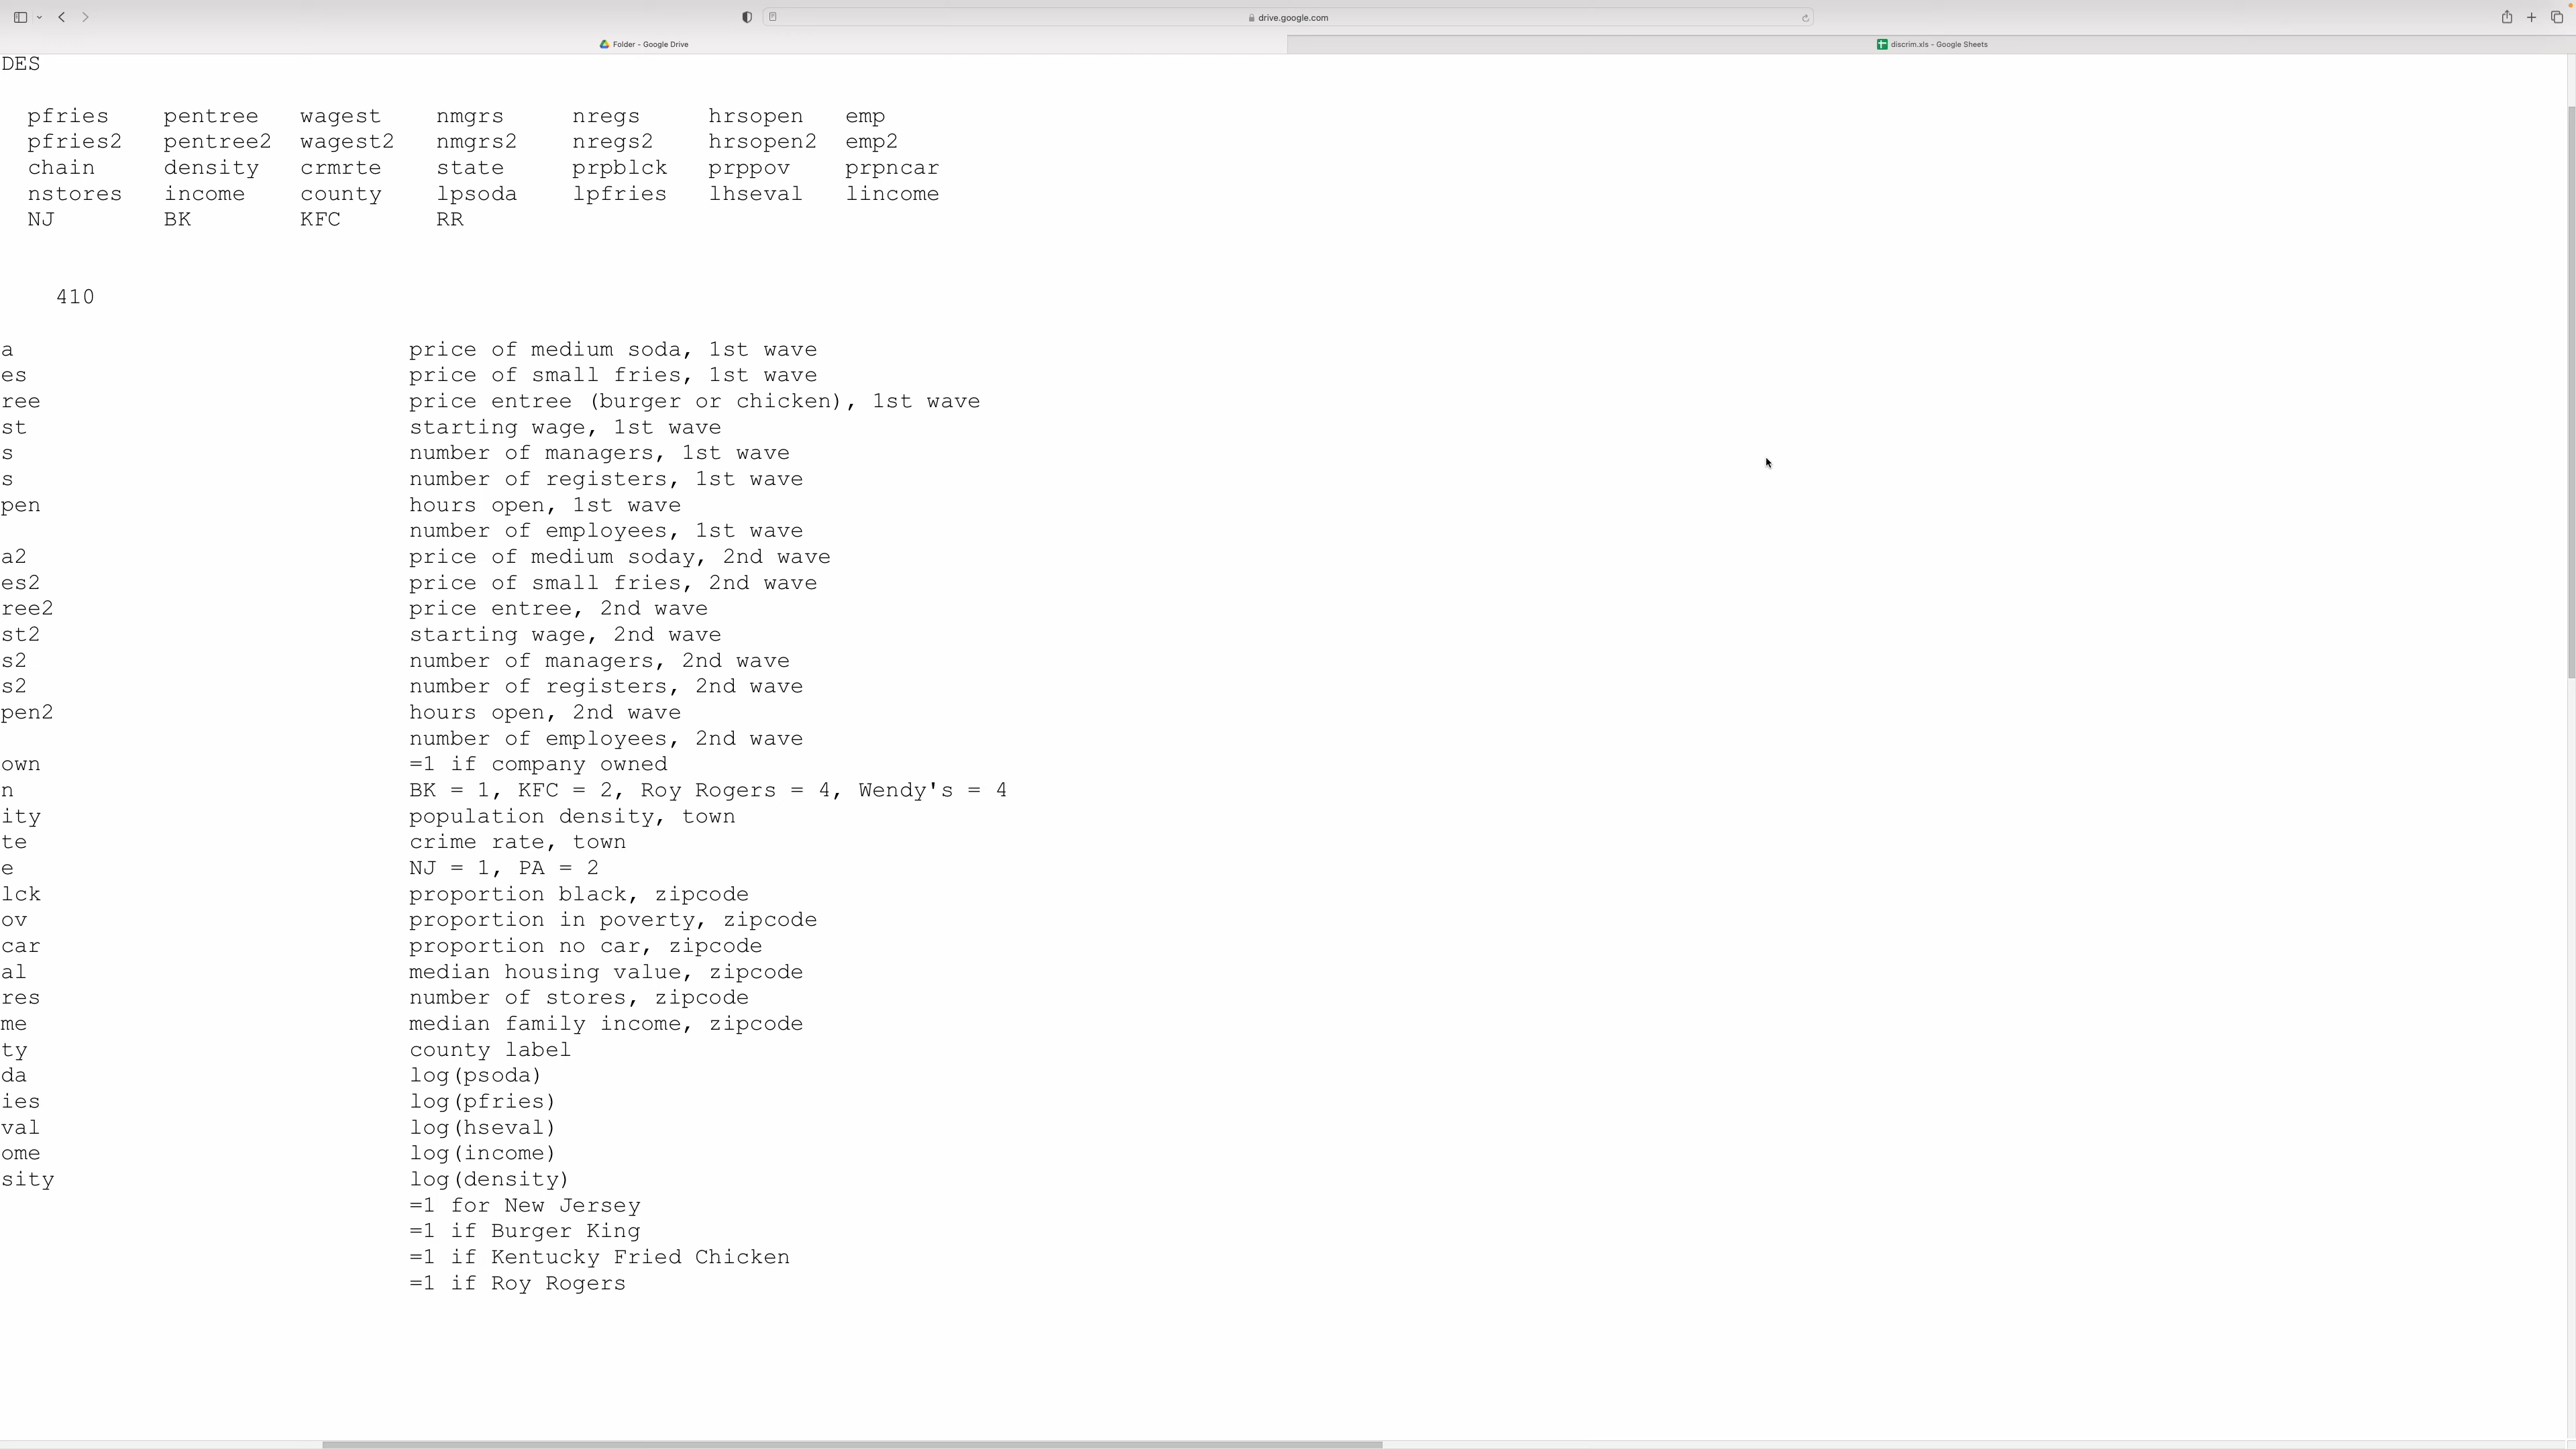 drive.google.com
Folder - Google Drive
discrim.xls - Google Sheets
DES
pfries pentree wagest nmgrs nregs hrsopen emp
pfries2 pentree2 wagest2 nmgrs2 nregs2 hrsopen2 emp2
chain density crmrte state prpblck prppov prpncar
nstores income county lpsoda lpfries lhseval lincome
NJ BK KFC RR
410
a price of medium soda, 1st wave
es price of small fries, 1st wave
ree price entree (burger or chicken), 1st wave
st starting wage, 1st wave
s number of managers, 1st wave
s number of registers, 1st wave
pen hours open, 1st wave
number of employees, 1st wave
a2 price of medium soday, 2nd wave
es2 price of small fries, 2nd wave
ree2 price entree, 2nd wave
st2 starting wage, 2nd wave
s2 number of managers, 2nd wave
s2 number of registers, 2nd wave
pen2 hours open, 2nd wave
number of employees, 2nd wave
own =1 if company owned
n BK = 1, KFC = 2, Roy Rogers = 4, Wendy's = 4
ity population density, town
te crime rate, town
e NJ = 1, PA = 2
lck proportion black, zipcode
ov proportion in poverty, zipcode
car proportion no car, zipcode
al median housing value, zipcode
res number of stores, zipcode
me median family income, zipcode
ty county label
da log(psoda)
ies log(pfries)
val log(hseval)
ome log(income)
sity log(density)
=1 for New Jersey
=1 if Burger King
=1 if Kentucky Fried Chicken
=1 if Roy Rogers